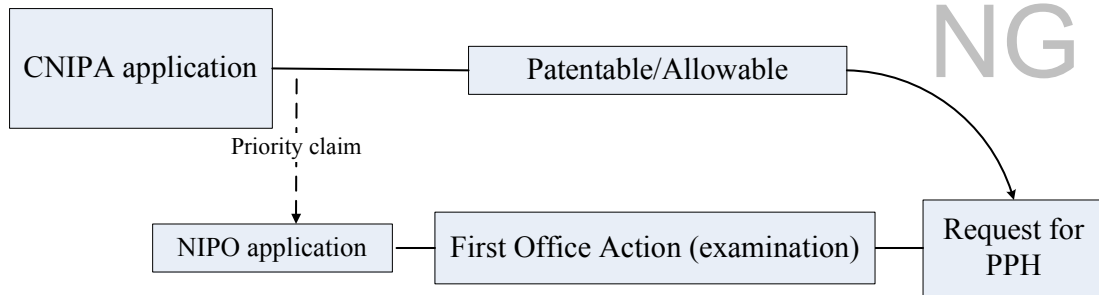 NG
CNIPA application
Patentable/Allowable
Priority claim
NIPO application
First Office Action (examination)
Request for
PPH